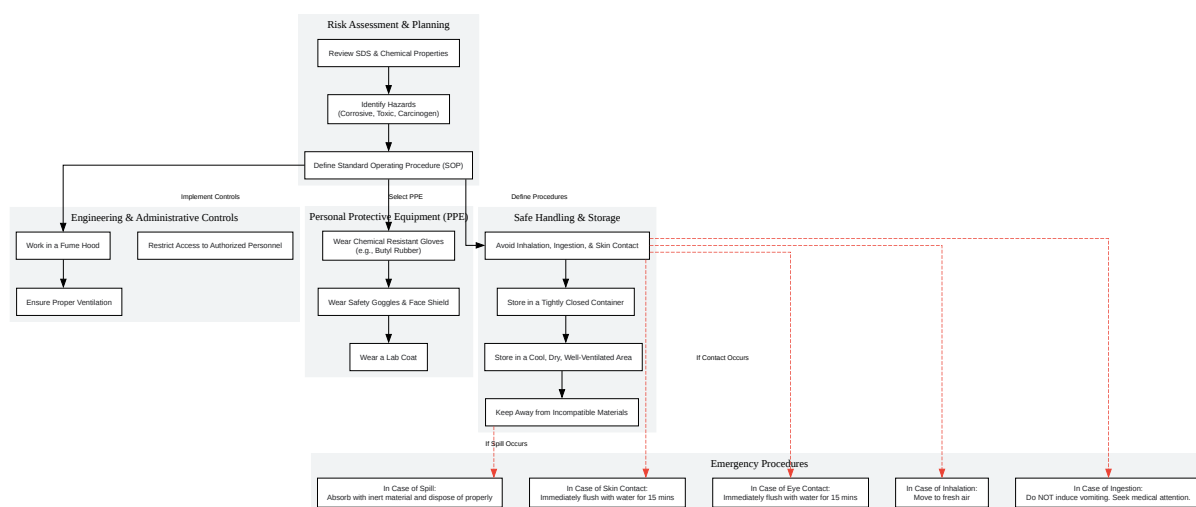 Risk Assessment & Planning
Review SDS & Chemical Properties
Identify Hazards
(Corrosive, Toxic, Carcinogen)
Define Standard Operating Procedure (SOP)
Implement Controls
Select PPE
Define Procedures
Engineering & Administrative Controls
Work in a Fume Hood
Restrict Access to Authorized Personnel
Ensure Proper Ventilation
Personal Protective Equipment (PPE)
Wear Chemical Resistant Gloves
(e.g., Butyl Rubber)
Wear Safety Goggles & Face Shield
Wear a Lab Coat
Safe Handling & Storage
Avoid Inhalation, Ingestion, & Skin Contact
Store in a Tightly Closed Container
Store in a Cool, Dry, Well-Ventilated Area
Keep Away from Incompatible Materials
If Contact Occurs
If Spill Occurs
Emergency Procedures
In Case of Spill:
Absorb with inert material and dispose of properly
In Case of Skin Contact:
Immediately flush with water for 15 mins
In Case of Eye Contact:
Immediately flush with water for 15 mins
In Case of Inhalation:
Move to fresh air
In Case of Ingestion:
Do NOT induce vomiting. Seek medical attention.